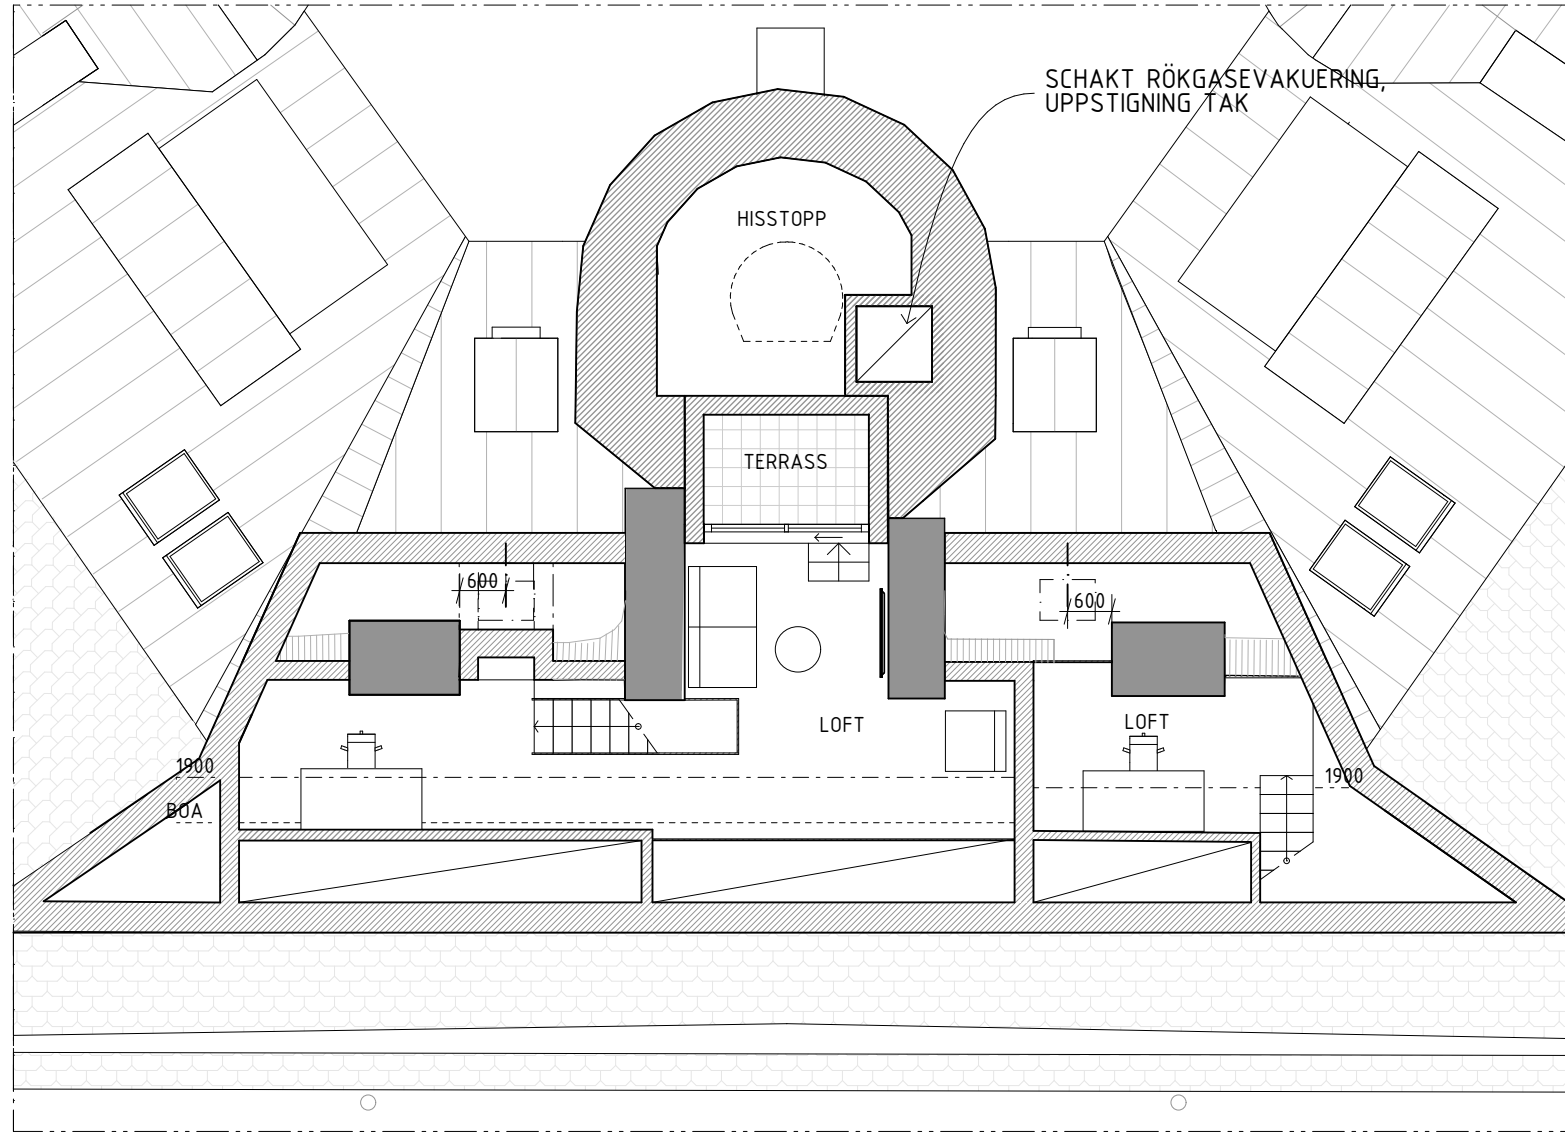 SCHAKT RÖKGASEVAKUERING,
UPPSTIGNING TAK
HISSTOPP
TERRASS
600
600
LOFT
LOFT
1900
1900
BOA